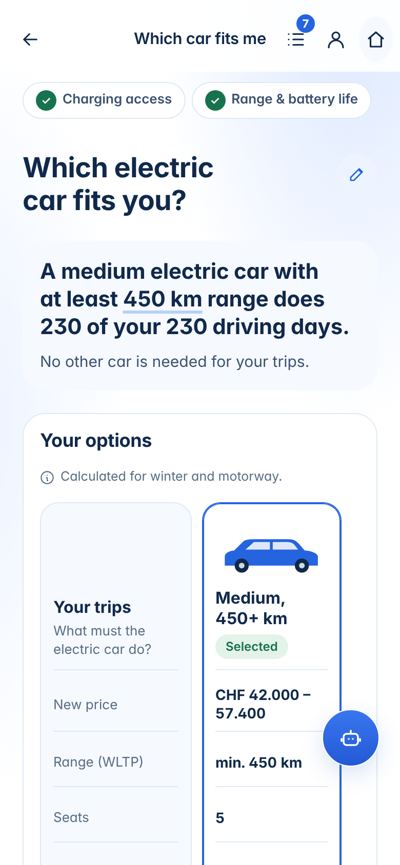 Which car fits me
7
Charging access
Range & battery life
Which electric
car fits you?
A medium electric car with
at least 450 km range does
230 of your 230 driving days.
No other car is needed for your trips.
Your options
Calculated for winter and motorway.
Your trips
What must the
electric car do?
Medium,
450+ km
Selected
New price
CHF 42.000 –
57.400
Range (WLTP)
min. 450 km
Seats
5